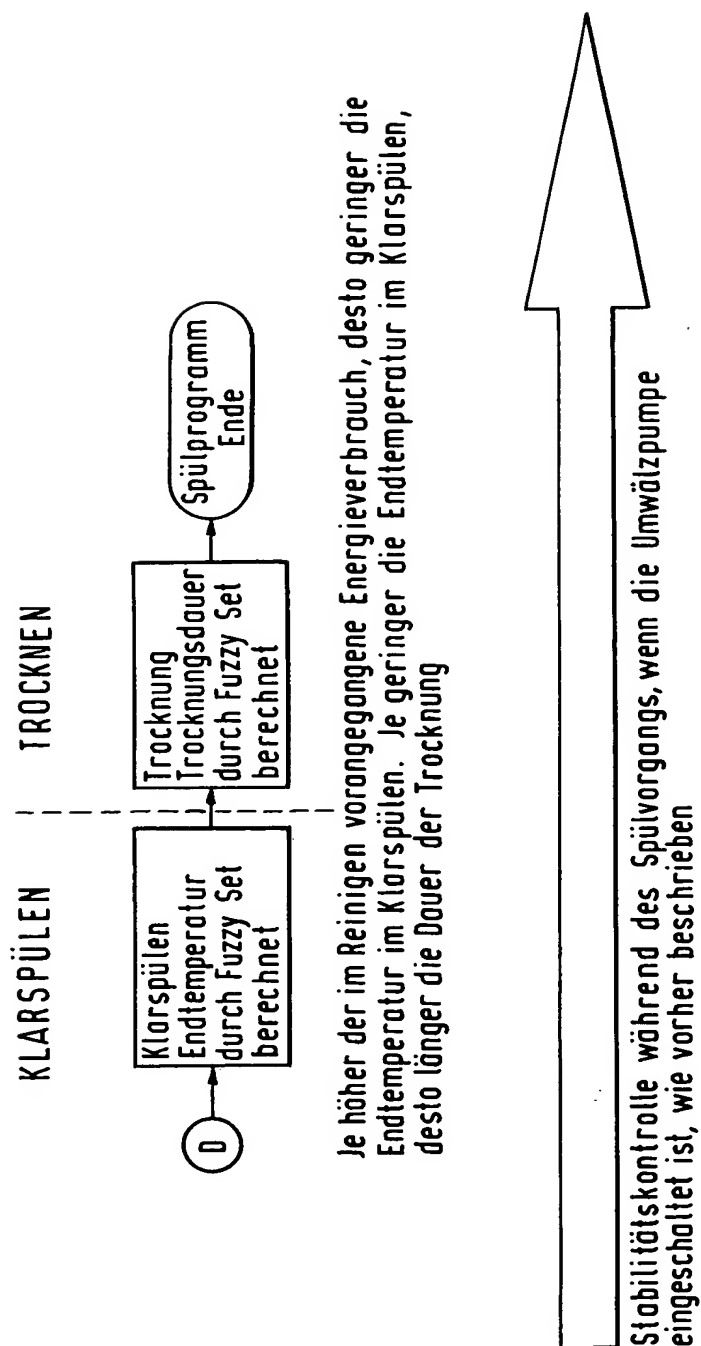 KLARSPÜLEN
TROCKNEN
D
Klarspülen
Endtemperatur
durch Fuzzy Set
berechnet
Trocknung
Trocknungsdauer
durch Fuzzy Set
berechnet
Spülprogramm
Ende
Je höher der im Reinigen vorangegangene Energieverbrauch, desto geringer die
Endtemperatur im Klarspülen. Je geringer die Endtemperatur im Klarspülen,
desto länger die Dauer der Trocknung
Stabilitätskontrolle während des Spülvorgangs, wenn die Umwälzpumpe
eingeschaltet ist, wie vorher beschrieben